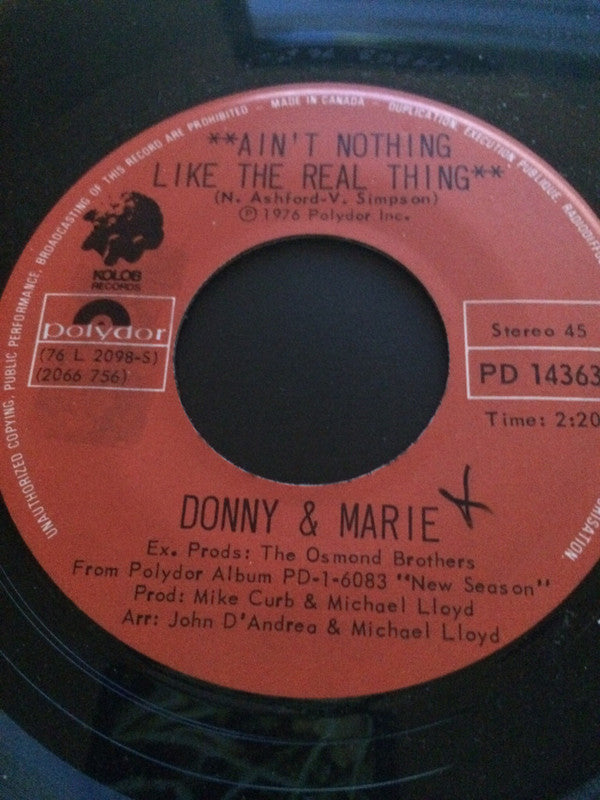 UNAUTHORIZED COPYING, PUBLIC PERFORMANCE, BROADCASTING OF THIS RECORD ARE PROHIBITED - MADE IN CANADA - DUPLICATION, EXECUTION PUBLIQUE, RADIODIFFU
**AIN'T NOTHING
LIKE THE REAL THING**
(N. Ashford-V. Simpson)
Ⓟ 1976 Polydor Inc.
KOLOB
RECORDS
polydor
(76 L 2098-S)
(2066 756)
Stereo 45
PD 14363
Time: 2:20
DONNY & MARIE
Ex. Prods: The Osmond Brothers
From Polydor Album PD-1-6083 "New Season"
Prod: Mike Curb & Michael Lloyd
Arr: John D'Andrea & Michael Lloyd
ORISATION